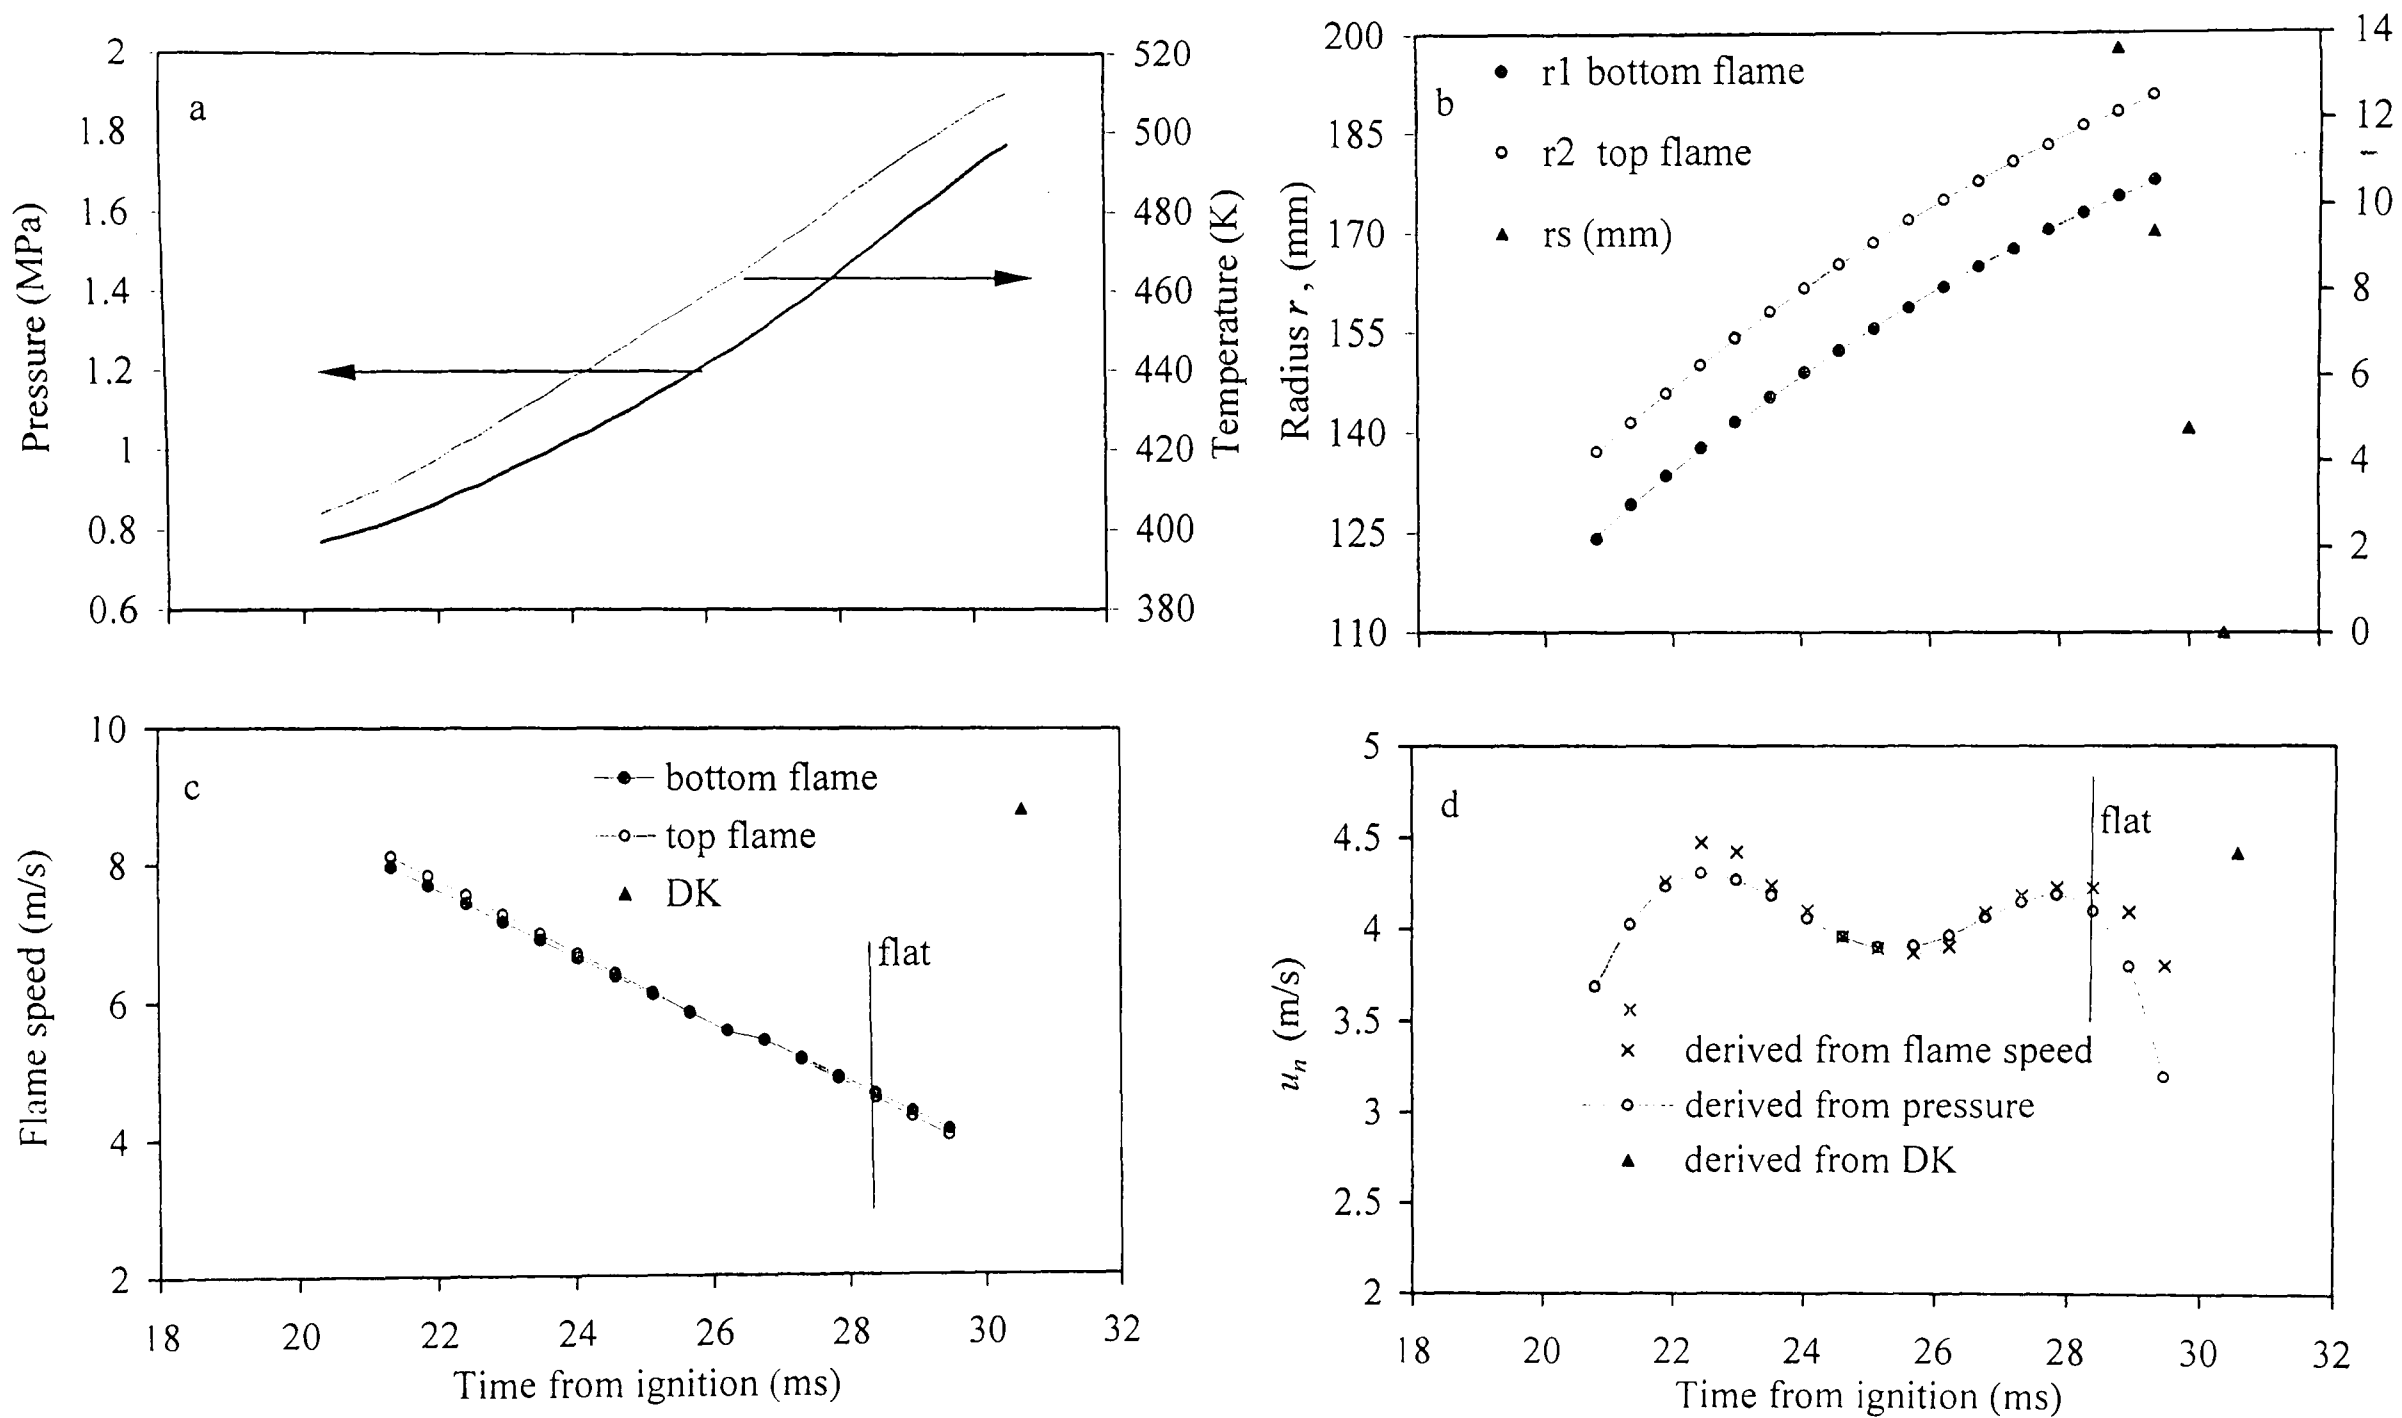 2
1.8
1.6
1.4
1.2
1
0.8
0.6
Pressure (MPa)
a
520
500
480
460
440
420
400
380
Temperature (K)
200
185
170
155
140
125
110
Radius r , (mm)
b
r1 bottom flame
r2 top flame
rs (mm)
14
12
10
8
6
4
2
0
10
8
6
4
2
Flame speed (m/s)
c
bottom flame
top flame
DK
flat
18 20 22 24 26 28 30 32
Time from ignition (ms)
5
4.5
4
3.5
3
2.5
2
un (m/s)
d
flat
derived from flame speed
derived from pressure
derived from DK
18 20 22 24 26 28 30 32
Time from ignition (ms)